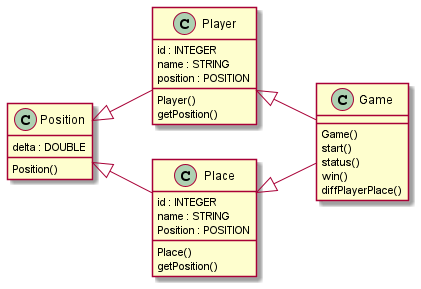 C Player
id : INTEGER
name : STRING
position : POSITION
Player()
getPosition()
C Position
delta : DOUBLE
Position()
C Place
id : INTEGER
name : STRING
Position : POSITION
Place()
getPosition()
C Game
Game()
start()
status()
win()
diffPlayerPlace()